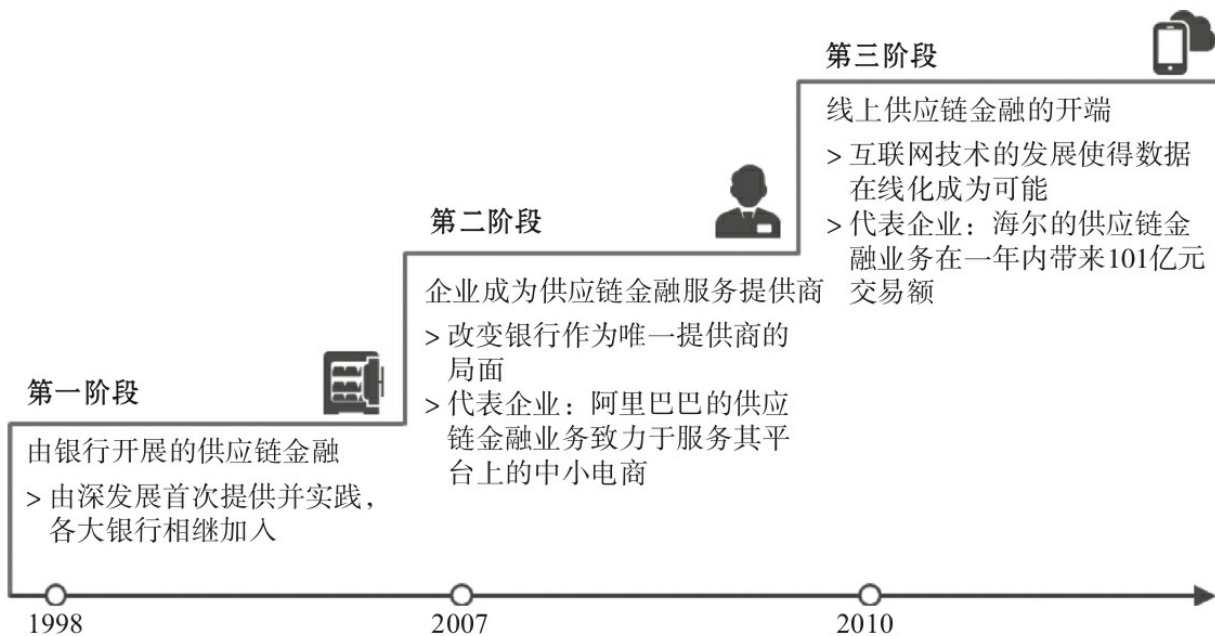 第一阶段
由银行开展的供应链金融
> 由深发展首次提供并实践，
各大银行相继加入
第二阶段
企业成为供应链金融服务提供商
> 改变银行作为唯一提供商的
局面
> 代表企业：阿里巴巴的供应
链金融业务致力于服务其平
台上的中小电商
第三阶段
线上供应链金融的开端
> 互联网技术的发展使得数据
在线化成为可能
> 代表企业：海尔的供应链金
融业务在一年内带来101亿元
交易额
1998
2007
2010